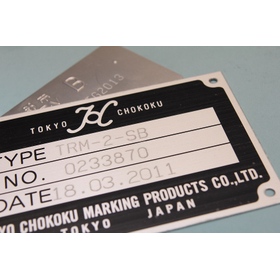 TOKYO CHOKOKU
TYPE TRM-2-SB
NO. 0233870
DATE 18.03.2011
YO CHOKOKU MARKING PRODUCTS CO.,LTD.
TOKYO JAPAN